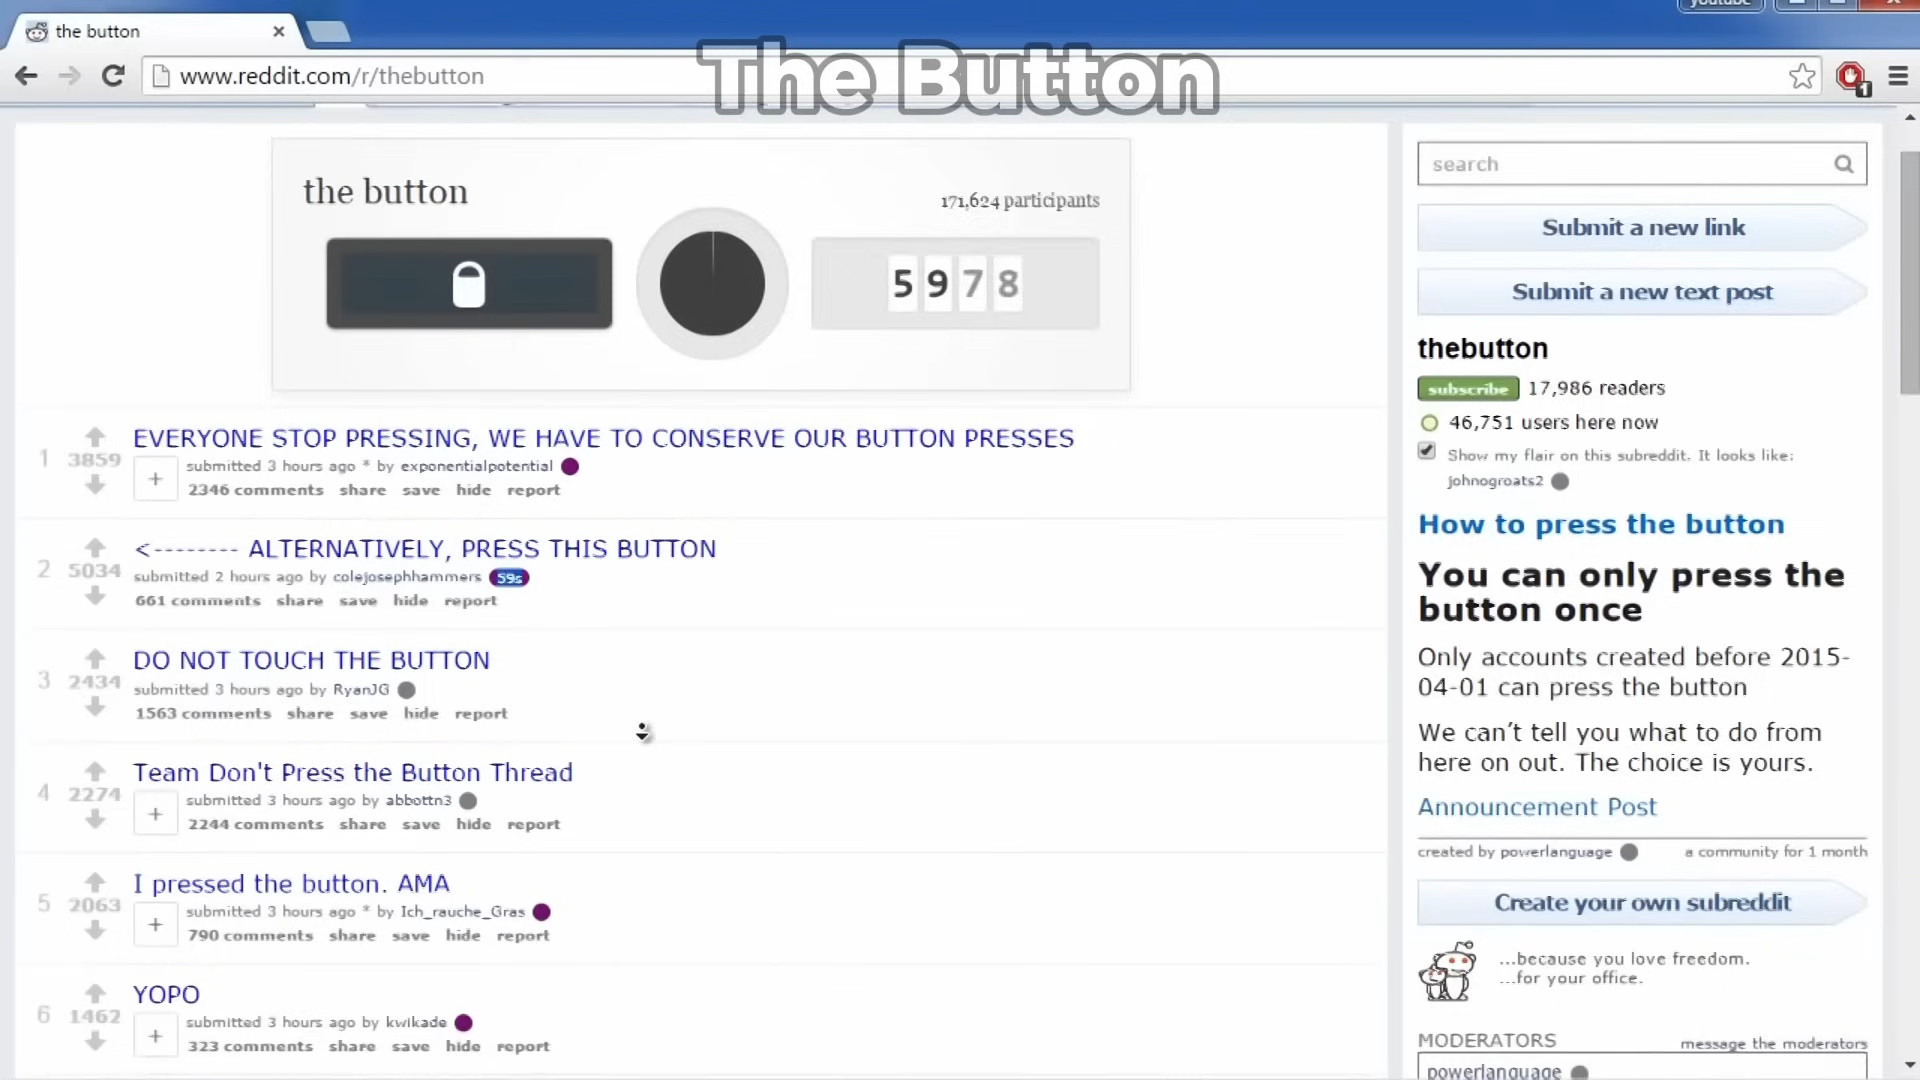 the button
youtube
www.reddit.com/r/thebutton
The Button
1
the button
171,624 participants
5978
1
3859
EVERYONE STOP PRESSING, WE HAVE TO CONSERVE OUR BUTTON PRESSES
submitted 3 hours ago * by exponentialpotential
+
2346 comments share save hide report
2
5034
<-------- ALTERNATIVELY, PRESS THIS BUTTON
submitted 2 hours ago by colejosephhammers 59s
661 comments share save hide report
3
2434
DO NOT TOUCH THE BUTTON
submitted 3 hours ago by RyanJG
1563 comments share save hide report
4
2274
Team Don't Press the Button Thread
submitted 3 hours ago by abbottn3
+
2244 comments share save hide report
5
2063
I pressed the button. AMA
submitted 3 hours ago * by Ich_rauche_Gras
+
790 comments share save hide report
6
1462
YOPO
submitted 3 hours ago by kwikade
+
323 comments share save hide report
search
Submit a new link
Submit a new text post
thebutton
subscribe 17,986 readers
46,751 users here now
Show my flair on this subreddit. It looks like:
johnogroats2
How to press the button
You can only press the
button once
Only accounts created before 2015-
04-01 can press the button
We can’t tell you what to do from
here on out. The choice is yours.
Announcement Post
created by powerlanguage a community for 1 month
Create your own subreddit
...because you love freedom.
...for your office.
MODERATORS message the moderators
powerlanguage